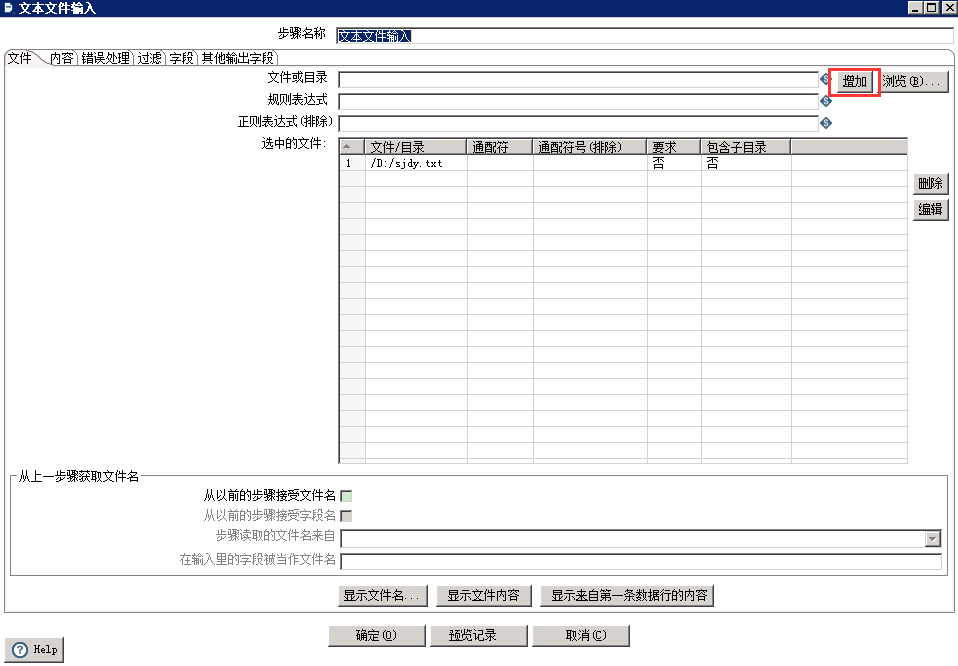 文本文件输入
步骤名称 文本文件输入
文件 内容 错误处理 过滤 字段 其他输出字段
文件或目录 增加 浏览(B)...
规则表达式
正则表达式(排除)
选中的文件: 文件/目录 通配符 通配符号(排除) 要求 包含子目录
1 /D:/sjdy.txt 否 否
删除
编辑
从上一步骤获取文件名
从以前的步骤接受文件名
从以前的步骤接受字段名
步骤读取的文件名来自
在输入里的字段被当作文件名
显示文件名... 显示文件内容 显示来自第一条数据行的内容
确定(O) 预览记录 取消(C)
Help